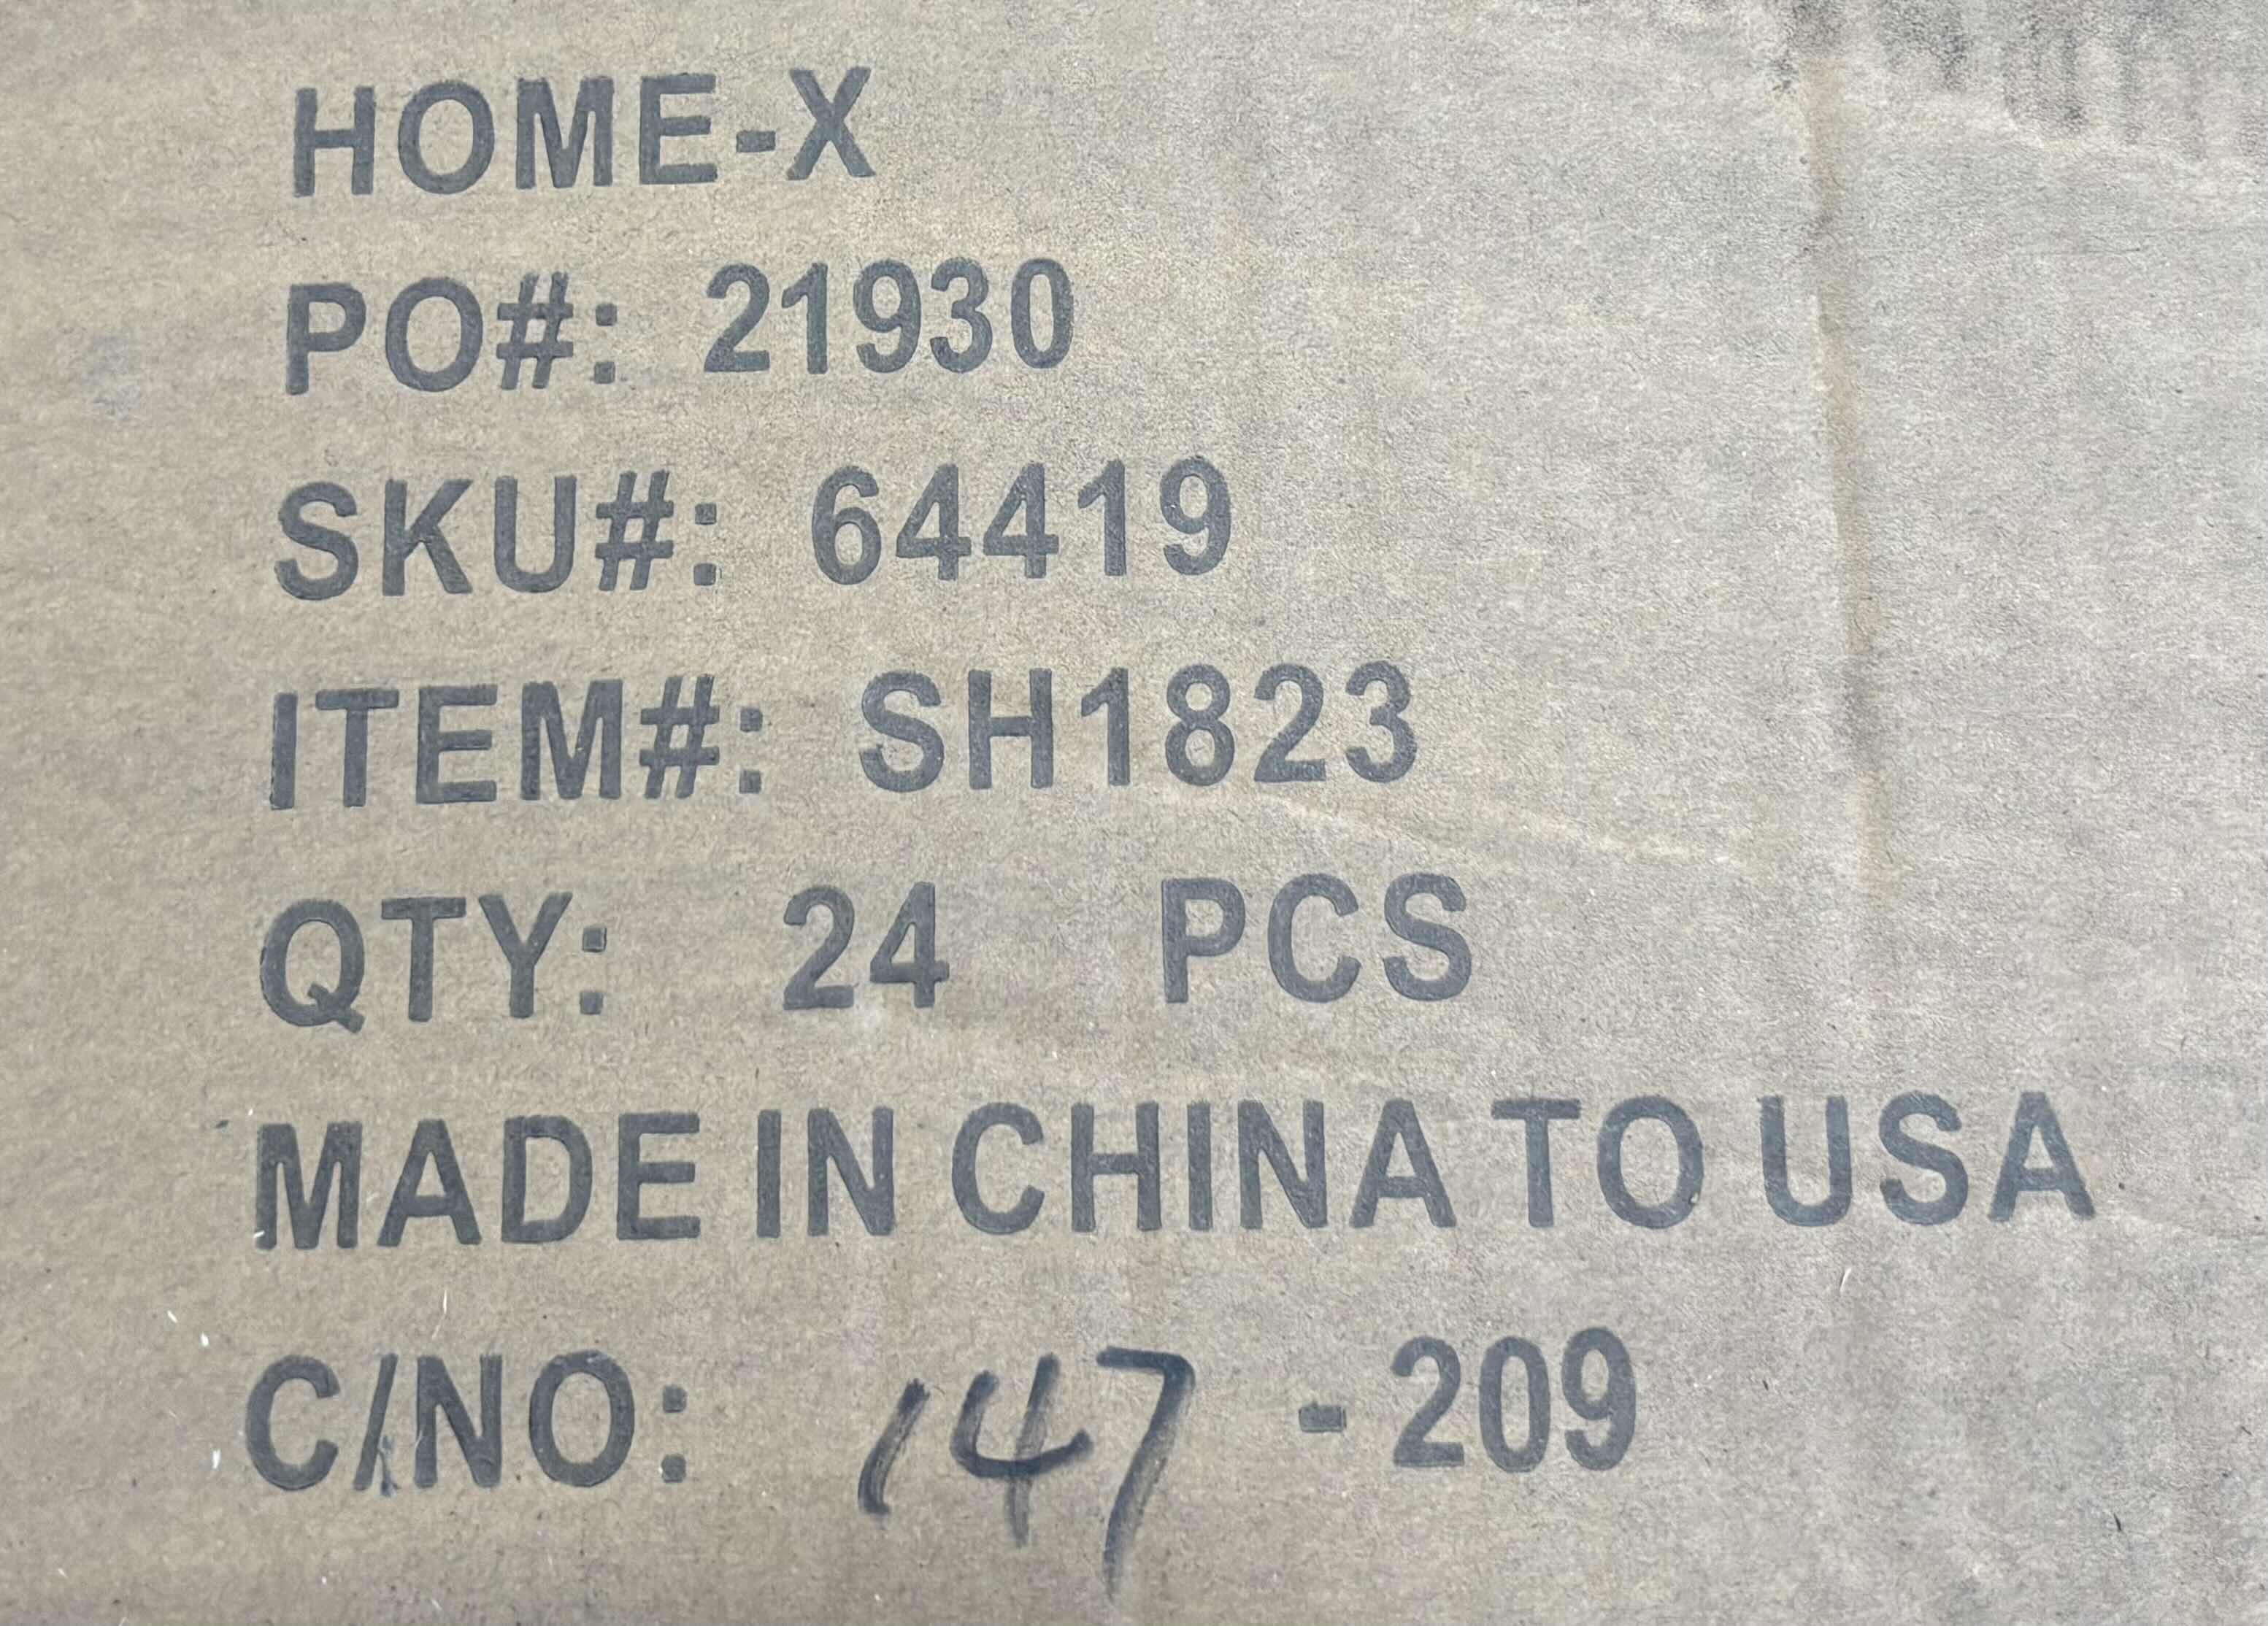 HOME-X
PO#: 21930
SKU#: 64419
ITEM#: SH1823
QTY: 24 PCS
MADE IN CHINA TO USA
C/NO: 147 - 209